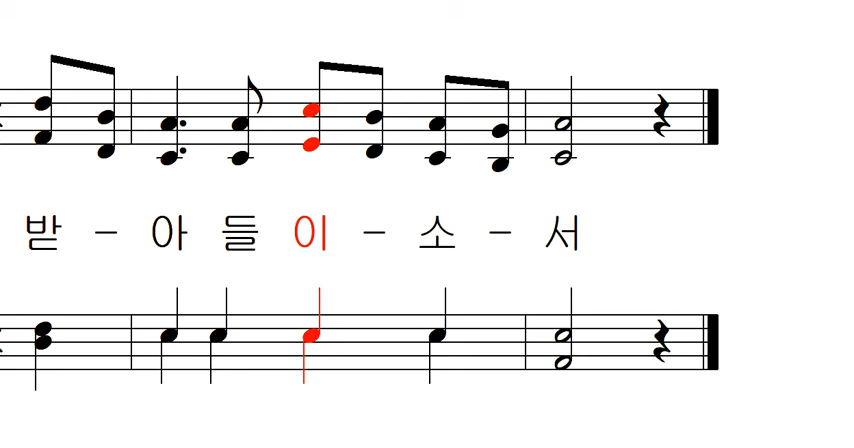 받 - 아 들 이 - 소 - 서